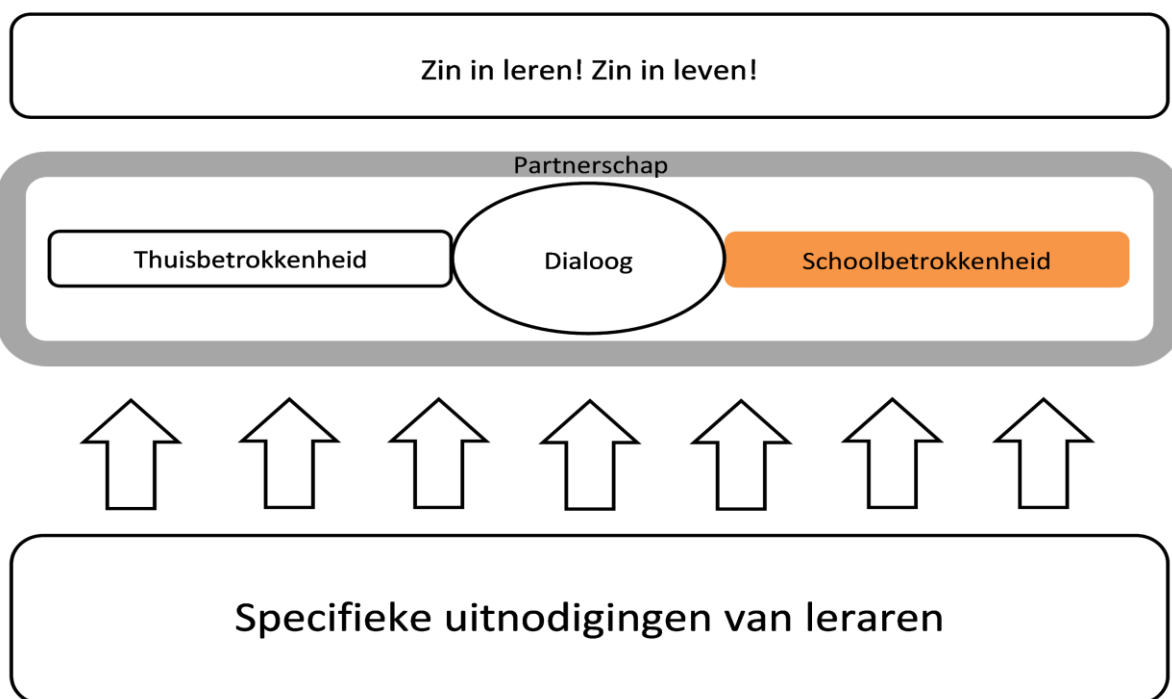 Zin in leren! Zin in leven!
Partnerschap
Thuisbetrokkenheid
Dialoog
Schoolbetrokkenheid
Specifieke uitnodigingen van leraren